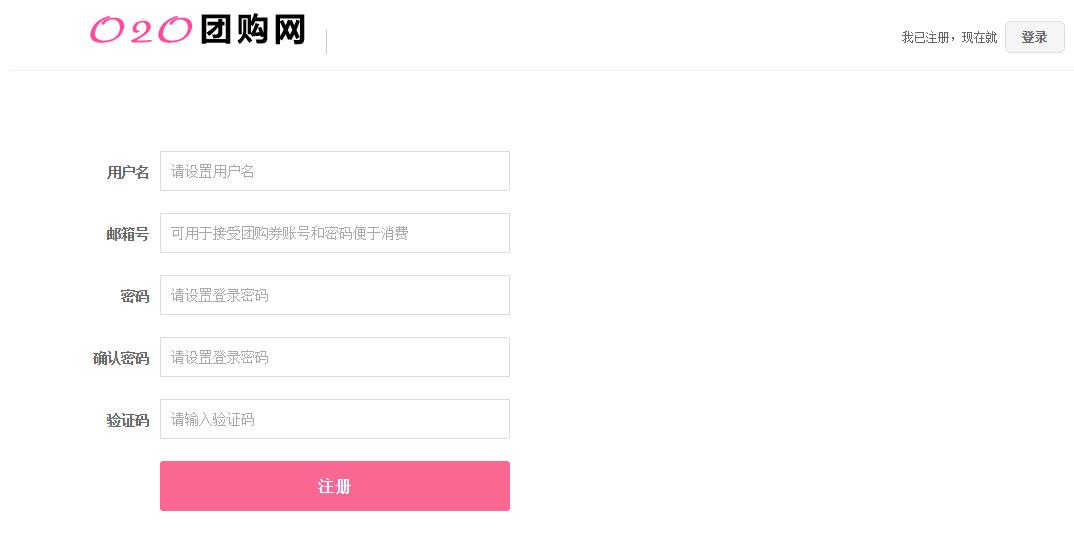 O2O团购网
我已注册，现在就 登录
用户名 请设置用户名
邮箱号 可用于接受团购券账号和密码便于消费
密码 请设置登录密码
确认密码 请设置登录密码
验证码 请输入验证码
注册